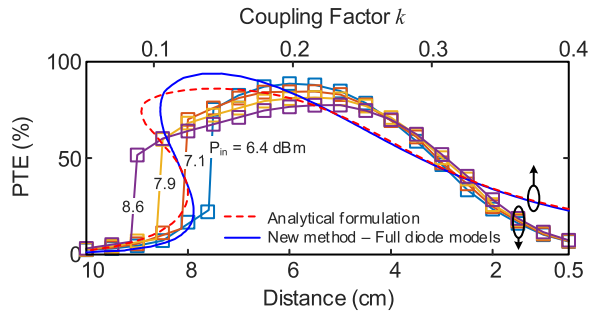 Coupling Factor k
0.1 0.2 0.3 0.4
100
50
0
PTE (%)
P_in = 6.4 dBm
7.1
7.9
8.6
Analytical formulation
New method – Full diode models
10 8 6 4 2 0.5
Distance (cm)